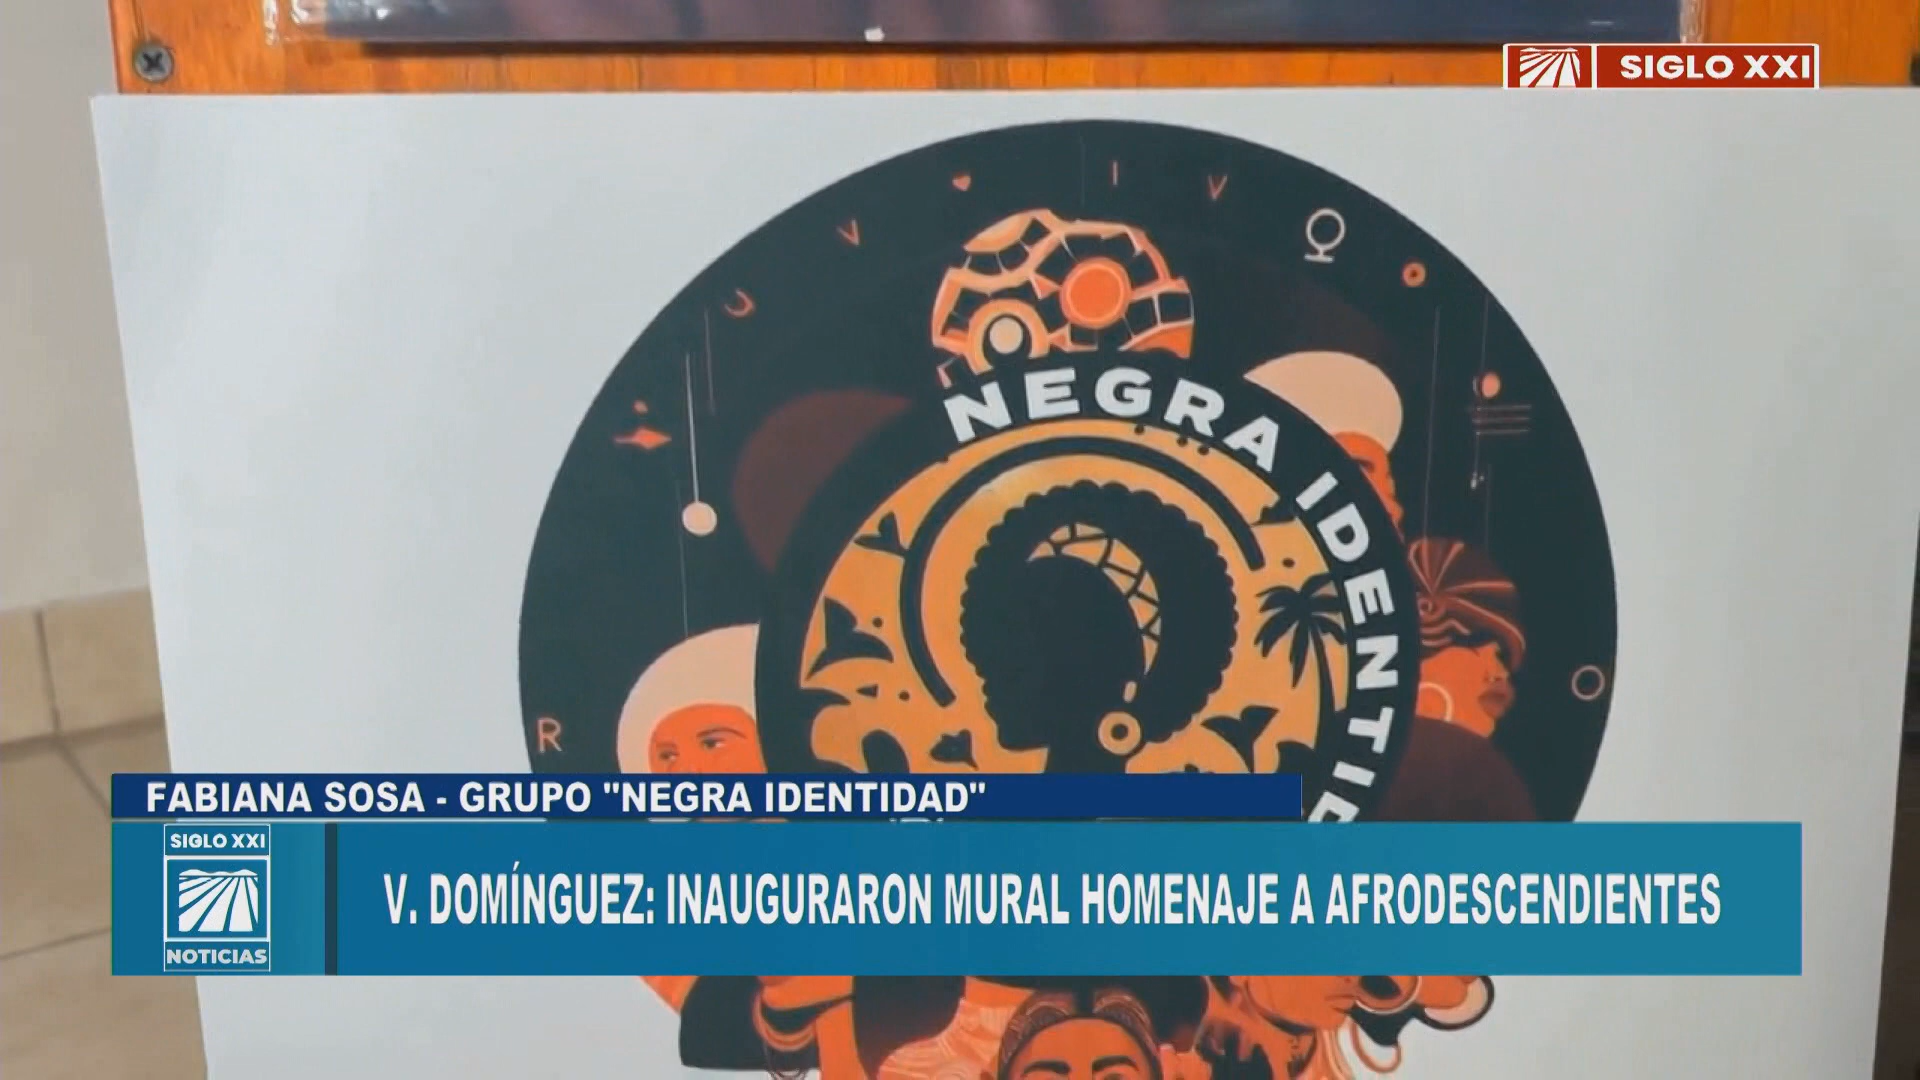 SIGLO XXI
V I V
R
NEGRA IDENTID
FABIANA SOSA - GRUPO "NEGRA IDENTIDAD"
SIGLO XXI
NOTICIAS
V. DOMÍNGUEZ: INAUGURARON MURAL HOMENAJE A AFRODESCENDIENTES